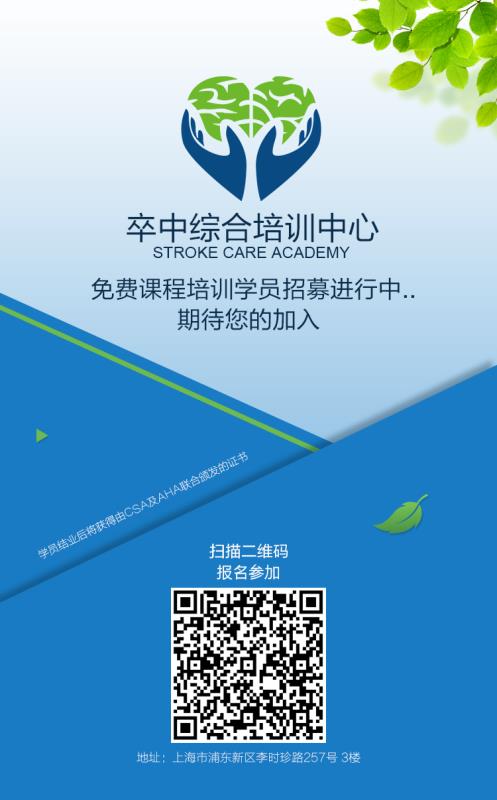 卒中综合培训中心
STROKE CARE ACADEMY
免费课程培训学员招募进行中..
期待您的加入
学员结业后将获得由CSA及AHA联合颁发的证书
扫描二维码
报名参加
地址：上海市浦东新区李时珍路257号 3楼